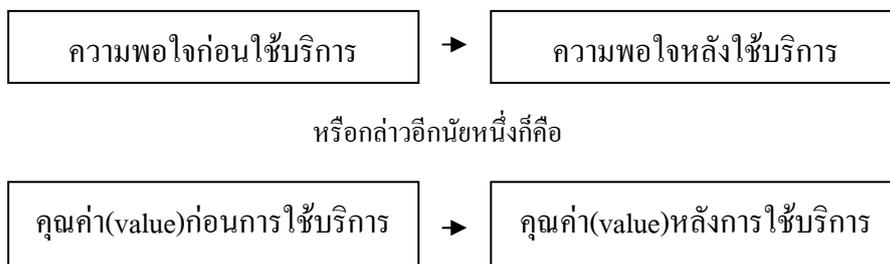 ความพอใจก่อนใช้บริการ ความพอใจหลังใช้บริการ
หรือกล่าวอีกนัยหนึ่งก็คือ
คุณค่า(value)ก่อนการใช้บริการ คุณค่า(value)หลังการใช้บริการ